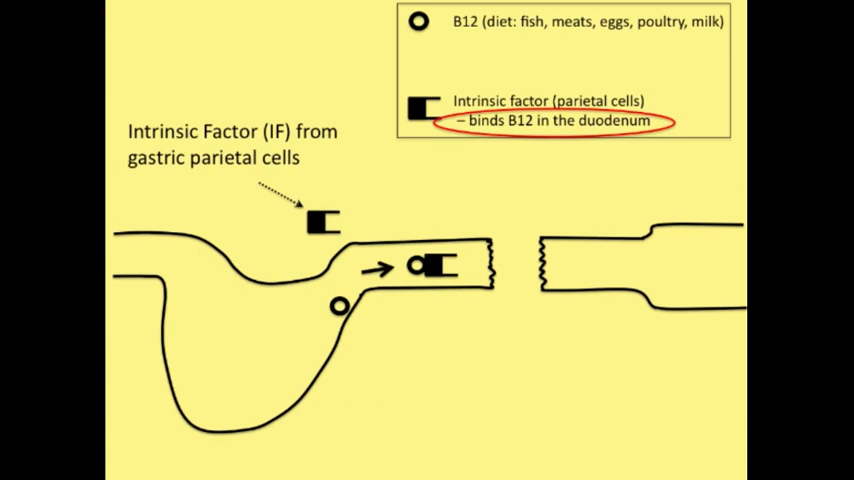 B12 (diet: fish, meats, eggs, poultry, milk)
Intrinsic factor (parietal cells)
– binds B12 in the duodenum
Intrinsic Factor (IF) from
gastric parietal cells